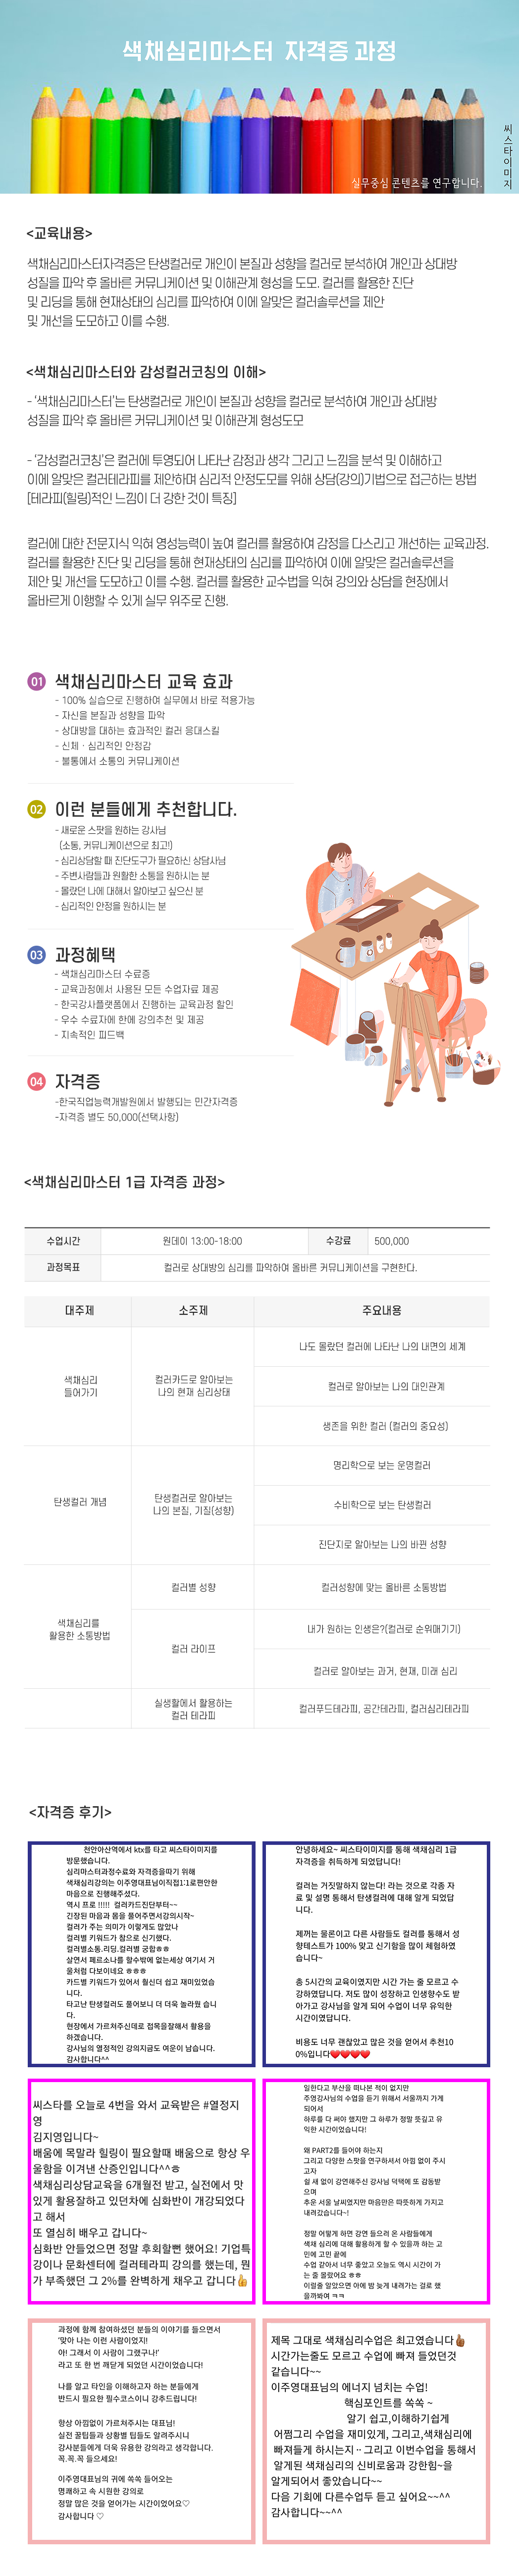 색채심리마스터 자격증 과정
씨스타이미지
실무중심 콘텐츠를 연구합니다.
<교육내용>
색채심리마스터자격증은 탄생컬러로 개인이 본질과 성향을 컬러로 분석하여 개인과 상대방
성질을 파악 후 올바른 커뮤니케이션 및 이해관계 형성을 도모. 컬러를 활용한 진단
및 리딩을 통해 현재상태의 심리를 파악하여 이에 알맞은 컬러솔루션을 제안
및 개선을 도모하고 이를 수행.
<색채심리마스터와 감성컬러코칭의 이해>
- ‘색채심리마스터’는 탄생컬러로 개인이 본질과 성향을 컬러로 분석하여 개인과 상대방
성질을 파악 후 올바른 커뮤니케이션 및 이해관계 형성도모
- ‘감성컬러코칭’은 컬러에 투영되어 나타난 감정과 생각 그리고 느낌을 분석 및 이해하고
이에 알맞은 컬러테라피를 제안하며 심리적 안정도모를 위해 상담(강의)기법으로 접근하는 방법
[테라피(힐링)적인 느낌이 더 강한 것이 특징]
컬러에 대한 전문지식 익혀 영성능력이 높여 컬러를 활용하여 감정을 다스리고 개선하는 교육과정.
컬러를 활용한 진단 및 리딩을 통해 현재상태의 심리를 파악하여 이에 알맞은 컬러솔루션을
제안 및 개선을 도모하고 이를 수행. 컬러를 활용한 교수법을 익혀 강의와 상담을 현장에서
올바르게 이행할 수 있게 실무 위주로 진행.
01 색채심리마스터 교육 효과
- 100% 실습으로 진행하여 실무에서 바로 적용가능
- 자신을 본질과 성향을 파악
- 상대방을 대하는 효과적인 컬러 응대스킬
- 신체 · 심리적인 안정감
- 불통에서 소통의 커뮤니케이션
02 이런 분들에게 추천합니다.
- 새로운 스팟을 원하는 강사님
(소통, 커뮤니케이션으로 최고!)
- 심리상담할 때 진단도구가 필요하신 상담사님
- 주변사람들과 원활한 소통을 원하시는 분
- 몰랐던 나에 대해서 알아보고 싶으신 분
- 심리적인 안정을 원하시는 분
03 과정혜택
- 색채심리마스터 수료증
- 교육과정에서 사용된 모든 수업자료 제공
- 한국강사플랫폼에서 진행하는 교육과정 할인
- 우수 수료자에 한에 강의추천 및 제공
- 지속적인 피드백
04 자격증
-한국직업능력개발원에서 발행되는 민간자격증
-자격증 별도 50,000(선택사항)
<색채심리마스터 1급 자격증 과정>
수업시간 원데이 13:00-18:00 수강료 500,000
과정목표 컬러로 상대방의 심리를 파악하여 올바른 커뮤니케이션을 구현한다.
대주제 소주제 주요내용
색채심리
들어가기
컬러카드로 알아보는
나의 현재 심리상태
나도 몰랐던 컬러에 나타난 나의 내면의 세계
컬러로 알아보는 나의 대인관계
생존을 위한 컬러 (컬러의 중요성)
탄생컬러 개념
탄생컬러로 알아보는
나의 본질, 기질(성향)
명리학으로 보는 운명컬러
수비학으로 보는 탄생컬러
진단지로 알아보는 나의 바뀐 성향
색채심리를
활용한 소통방법
컬러별 성향
컬러성향에 맞는 올바른 소통방법
컬러 라이프
내가 원하는 인생은?(컬러로 순위매기기)
컬러로 알아보는 과거, 현재, 미래 심리
실생활에서 활용하는
컬러 테라피
컬러푸드테라피, 공간테라피, 컬러심리테라피
<자격증 후기>
천안아산역에서 ktx를 타고 씨스타이미지를
방문했습니다.
심리마스터과정수료와 자격증을따기 위해
색채심리강의는 이주영대표님이직접1:1로편안한
마음으로 진행해주셨다.
역시 프로 !!!!! 컬러카드진단부터~~
긴장된 마음과 몸을 풀어주면서강의시작~
컬러가 주는 의미가 이렇게도 많았나
컬러별 키워드가 참으로 신기했다.
컬러별소통.리딩.컬러별 궁합ㅎㅎ
살면서 페르소나를 할수밖에 없는세상 여기서 거
울처럼 다보이네요 ㅎㅎㅎ
카드별 키워드가 있어서 훨신더 쉽고 재미있었습
니다.
타고난 탄생컬러도 풀어보니 더 더욱 놀라웠 습니
다.
현장에서 가르쳐주신데로 접목을잘해서 활용을
하겠습니다.
강사님의 열정적인 강의지금도 여운이 남습니다.
감사합니다^^
안녕하세요~ 씨스타이미지를 통해 색채심리 1급
자격증을 취득하게 되었답니다!
컬러는 거짓말하지 않는다! 라는 것으로 각종 자
료 및 설명 통해서 탄생컬러에 대해 알게 되었답
니다.
제꺼는 물론이고 다른 사람들도 컬러를 통해서 성
향테스트가 100% 맞고 신기함을 많이 체험하였
습니다~
총 5시간의 교육이였지만 시간 가는 줄 모르고 수
강하였답니다. 저도 많이 성장하고 인생향수도 받
아가고 강사님을 알게 되어 수업이 너무 유익한
시간이였답니다.
비용도 너무 괜찮았고 많은 것을 얻어서 추천10
0%입니다❤❤❤❤
씨스타를 오늘로 4번을 와서 교육받은 #열정지
영
김지영입니다~
배움에 목말라 힐링이 필요할때 배움으로 항상 우
울함을 이겨낸 산증인입니다^^ㅎ
색채심리상담교육을 6개월전 받고, 실전에서 맛
있게 활용잘하고 있던차에 심화반이 개강되었다
고 해서
또 열심히 배우고 갑니다~
심화반 안들었으면 정말 후회할뻔 했어요! 기업특
강이나 문화센터에 컬러테라피 강의를 했는데, 뭔
가 부족했던 그 2%를 완벽하게 채우고 갑니다👍
일한다고 부산을 떠나본 적이 없지만
주영강사님의 수업을 듣기 위해서 서울까지 가게
되어서
하루를 다 써야 했지만 그 하루가 정말 뜻깊고 유
익한 시간이었습니다!
왜 PART2를 들어야 하는지
그리고 다양한 스팟을 연구하셔서 아낌 없이 주시
고자
쉴 새 없이 강연해주신 강사님 덕택에 또 감동받
으며
추운 서울 날씨였지만 마음만은 따뜻하게 가지고
내려갔습니다~!
정말 어떻게 하면 강연 들으러 온 사람들에게
색채 심리에 대해 활용하게 할 수 있을까 하는 고
민에 고민 끝에
수업 같아서 너무 좋았고 오늘도 역시 시간이 가
는 줄 몰랐어요 ㅎㅎ
이럴줄 알았으면 아예 밤 늦게 내려가는 걸로 했
을까봐여 ㅋㅋ
과정에 함께 참여하셨던 분들의 이야기를 들으면서
'맞아 나는 이런 사람이었지!
아! 그래서 이 사람이 그랬구나!'
라고 또 한 번 깨닫게 되었던 시간이었습니다!
나를 알고 타인을 이해하고자 하는 분들에게
반드시 필요한 필수코스이니 강추드립니다!
항상 아낌없이 가르쳐주시는 대표님!
실전 꿀팁들과 상황별 팁들도 알려주시니
강사분들에게 더욱 유용한 강의라고 생각합니다.
꼭.꼭.꼭 들으세요!
이주영대표님의 귀에 쏙쏙 들어오는
명쾌하고 속 시원한 강의로
정말 많은 것을 얻어가는 시간이었어요♡
감사합니다 ♡
제목 그대로 색채심리수업은 최고였습니다👍
시간가는줄도 모르고 수업에 빠져 들었던것
같습니다~~
이주영대표님의 에너지 넘치는 수업!
핵심포인트를 쏙쏙 ~
알기 쉽고,이해하기쉽게
어쩜그리 수업을 재미있게, 그리고,색채심리에
빠져들게 하시는지 ·· 그리고 이번수업을 통해서
알게된 색채심리의 신비로움과 강한힘~을
알게되어서 좋았습니다~~
다음 기회에 다른수업두 듣고 싶어요~~^^
감사합니다~~^^